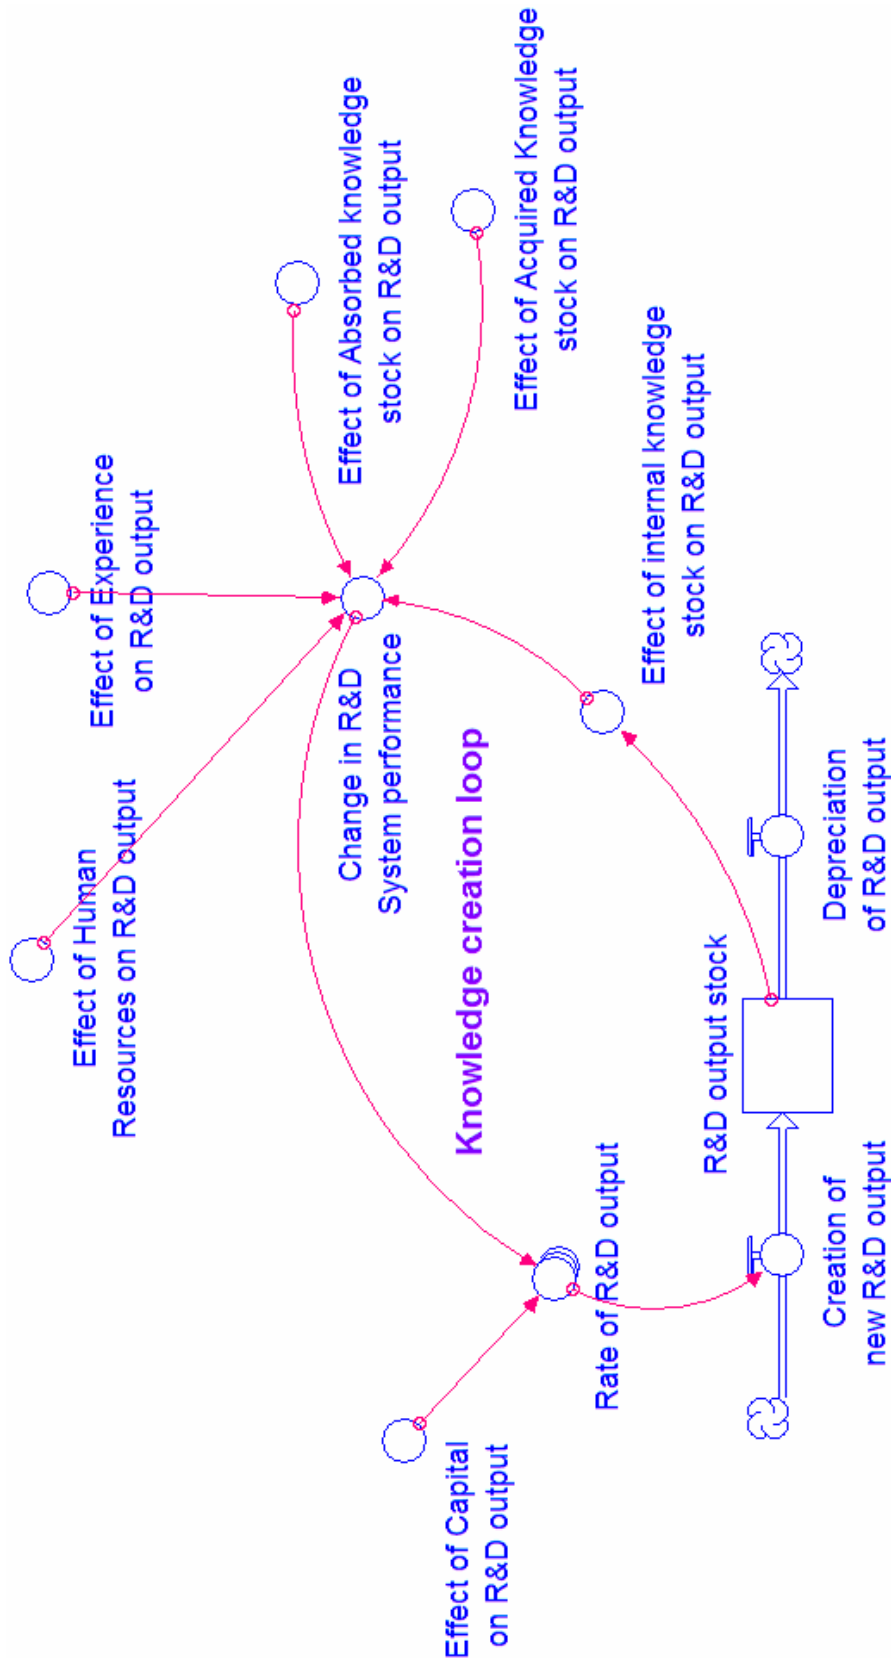 Effect of Human
Resources on R&D output
Effect of Experience
on R&D output
Effect of Absorbed knowledge
stock on R&D output
Effect of Acquired Knowledge
stock on R&D output
Change in R&D
System performance
Effect of Capital
on R&D output
Knowledge creation loop
Rate of R&D output
Effect of internal knowledge
stock on R&D output
R&D output stock
Creation of
new R&D output
Depreciation
of R&D output